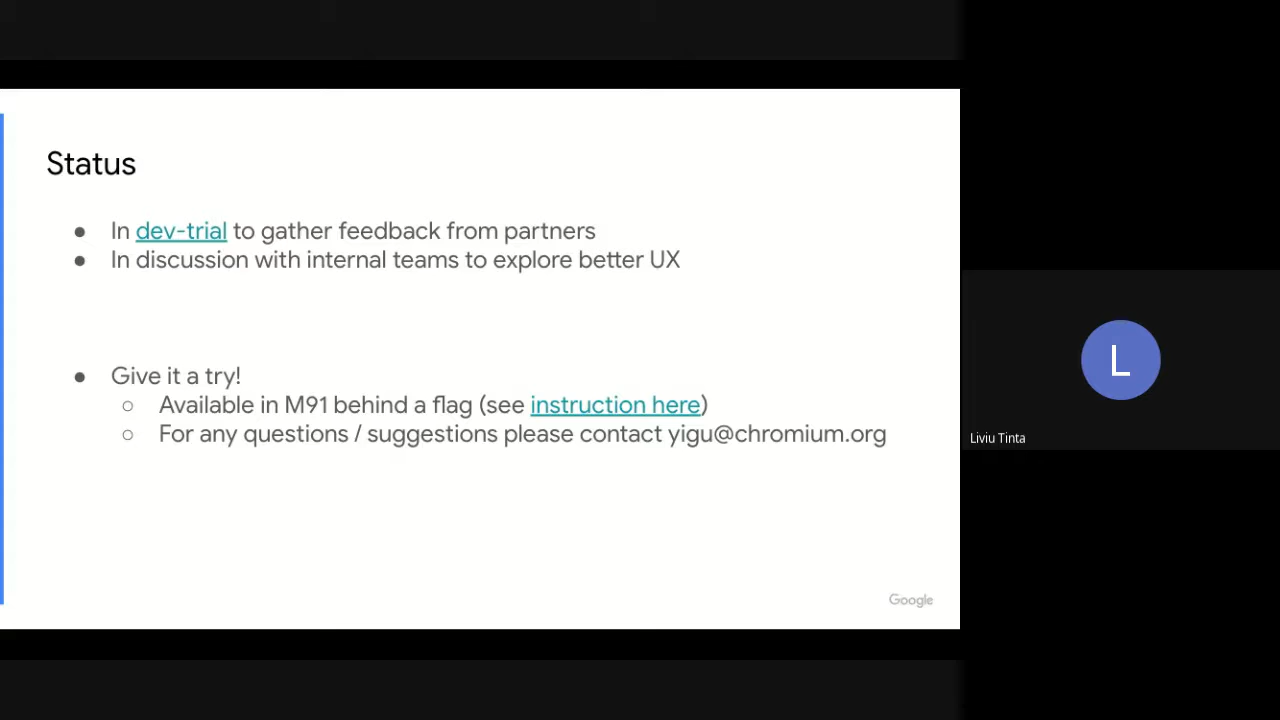 Status
● In dev-trial to gather feedback from partners
● In discussion with internal teams to explore better UX
● Give it a try!
○ Available in M91 behind a flag (see instruction here)
○ For any questions / suggestions please contact yigu@chromium.org
Google
L
Liviu Tinta